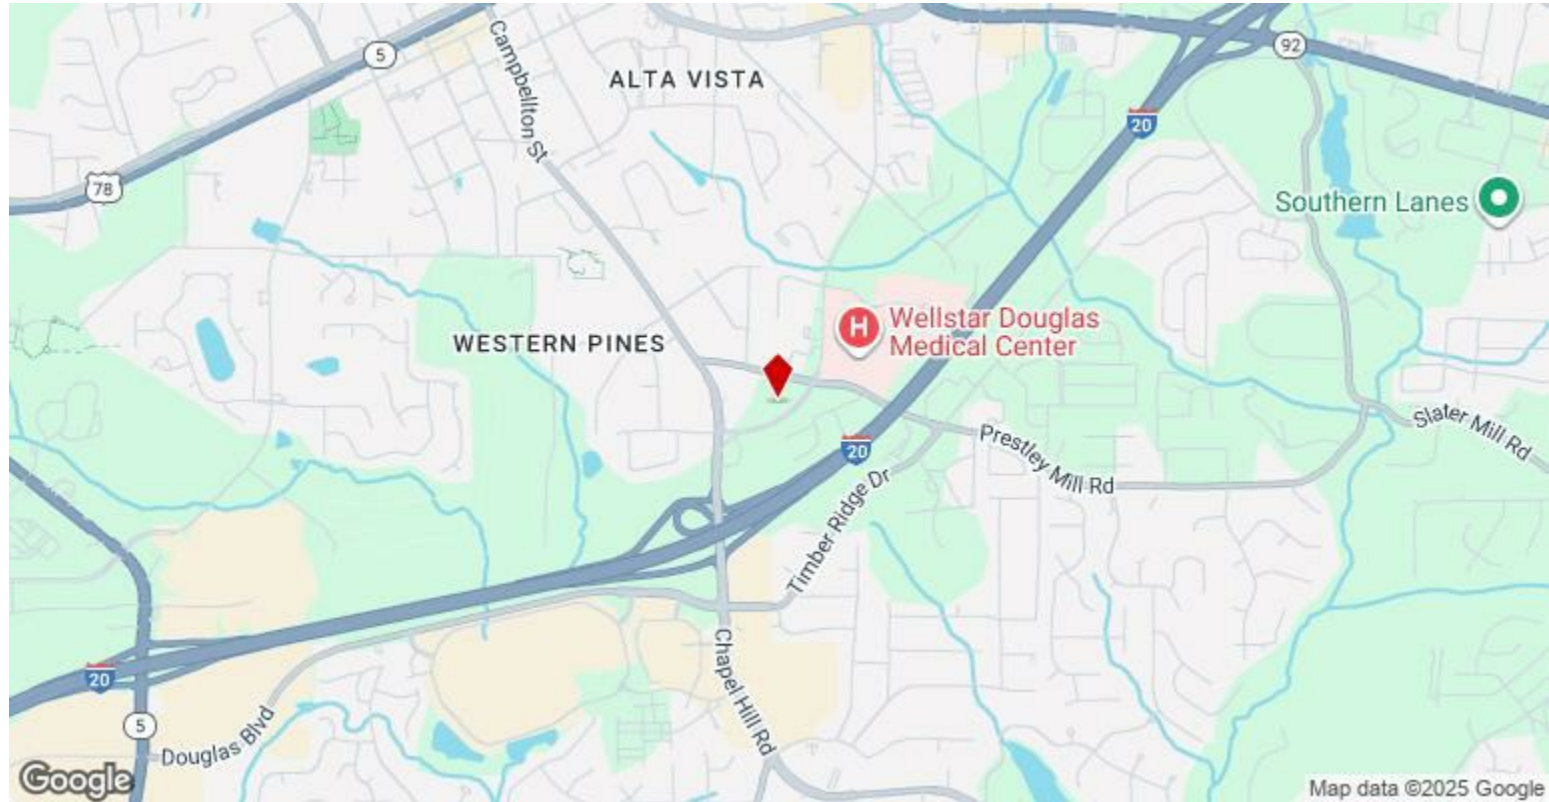 5
Campbellton St
ALTA VISTA
92
20
78
Southern Lanes
WESTERN PINES
H
Wellstar Douglas
Medical Center
20
Prestley Mill Rd
Slater Mill Rd
Timber Ridge Dr
Chapel Hill Rd
20
5
Douglas Blvd
Google
Map data ©2025 Google